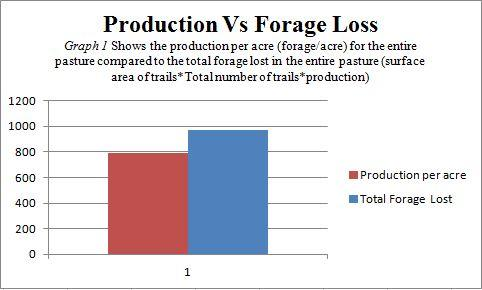 Production Vs Forage Loss
Graph 1 Shows the production per acre (forage/acre) for the entire
pasture compared to the total forage lost in the entire pasture (surface
area of trails*Total number of trails*production)
1200
1000
800
600
400
200
0
1
Production per acre
Total Forage Lost